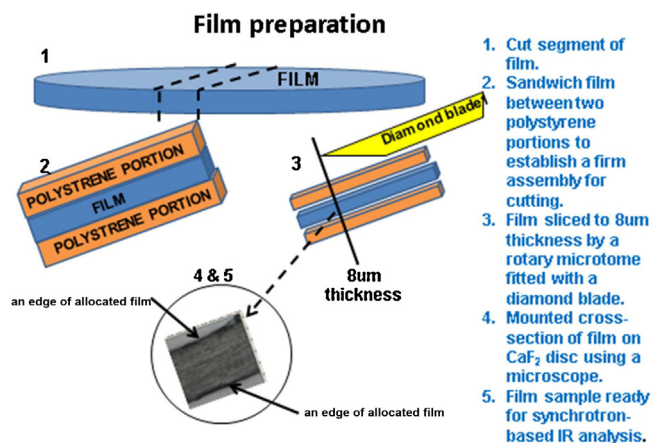 Film preparation
1
FILM
2
POLYSTRENE PORTION
FILM
POLYSTRENE PORTION
3
Diamond blade
8um
thickness
4 & 5
an edge of allocated film
an edge of allocated film
1. Cut segment of
film.
2. Sandwich film
between two
polystyrene
portions to
establish a firm
assembly for
cutting.
3. Film sliced to 8um
thickness by a
rotary microtome
fitted with a
diamond blade.
4. Mounted cross-
section of film on
CaF₂ disc using a
microscope.
5. Film sample ready
for synchrotron-
based IR analysis.